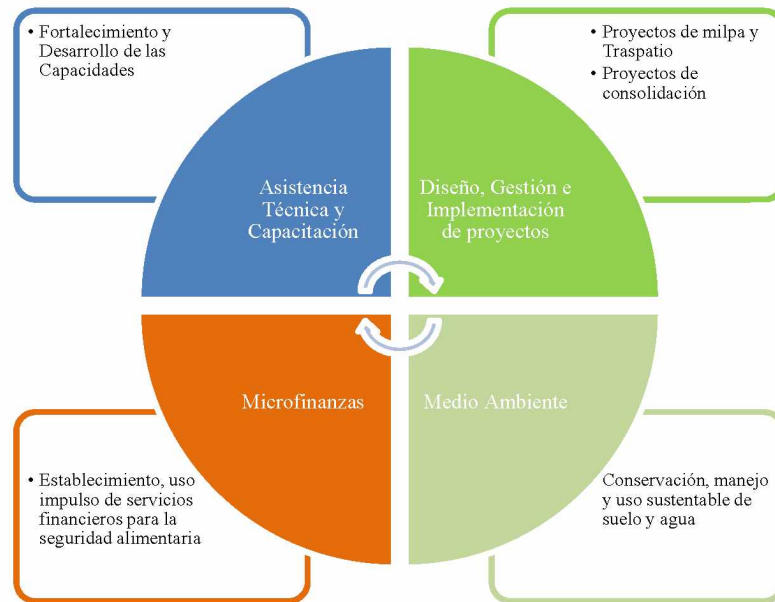 • Fortalecimiento y
Desarrollo de las
Capacidades
• Proyectos de milpa y
Traspatio
• Proyectos de
consolidación
Asistencia
Técnica y
Capacitación
Diseño, Gestión e
Implementación
de proyectos
Microfinanzas
Medio Ambiente
• Establecimiento, uso
impulso de servicios
financieros para la
seguridad alimentaria
Conservación, manejo
y uso sustentable de
suelo y agua